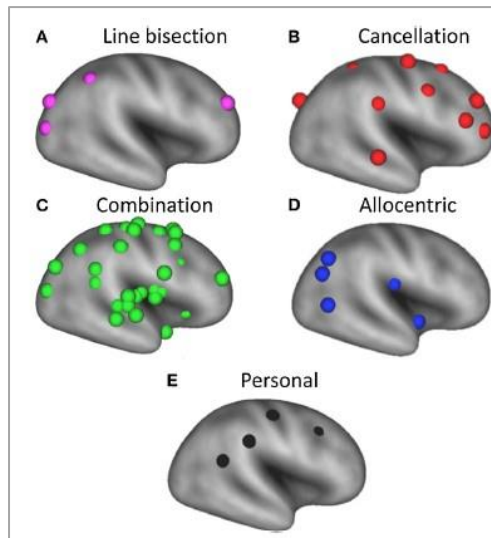 A Line bisection
B Cancellation
C Combination
D Allocentric
E Personal